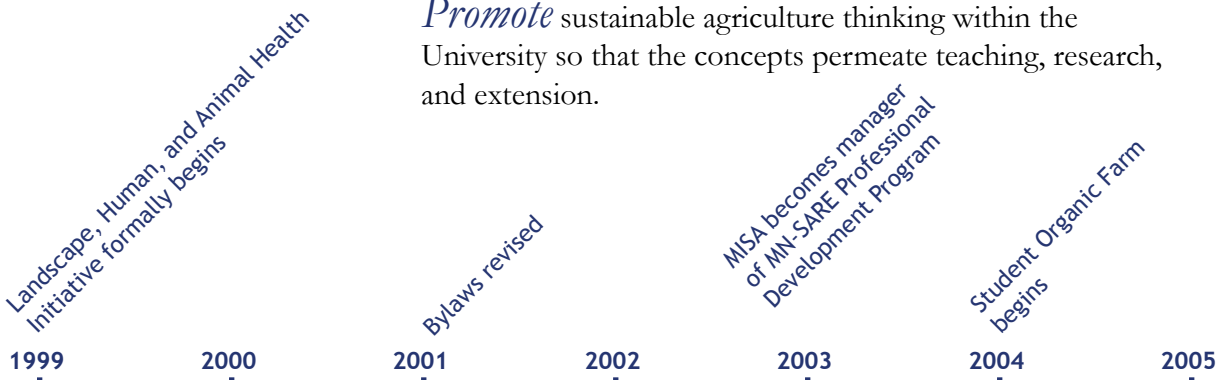 Promote sustainable agriculture thinking within the
University so that the concepts permeate teaching, research,
and extension.
Landscape, Human, and Animal Health
Initiative formally begins
Bylaws revised
MISA becomes manager
of MN-SARE Professional
Development Program
Student Organic Farm
begins
1999 2000 2001 2002 2003 2004 2005